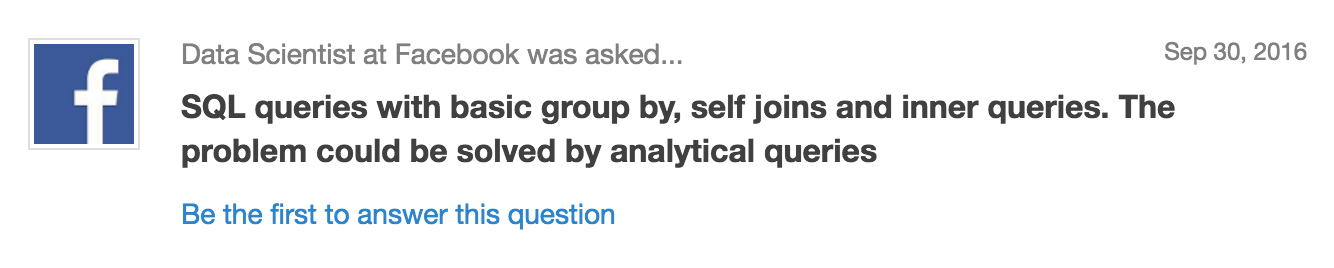 Data Scientist at Facebook was asked...
Sep 30, 2016
SQL queries with basic group by, self joins and inner queries. The
problem could be solved by analytical queries
Be the first to answer this question